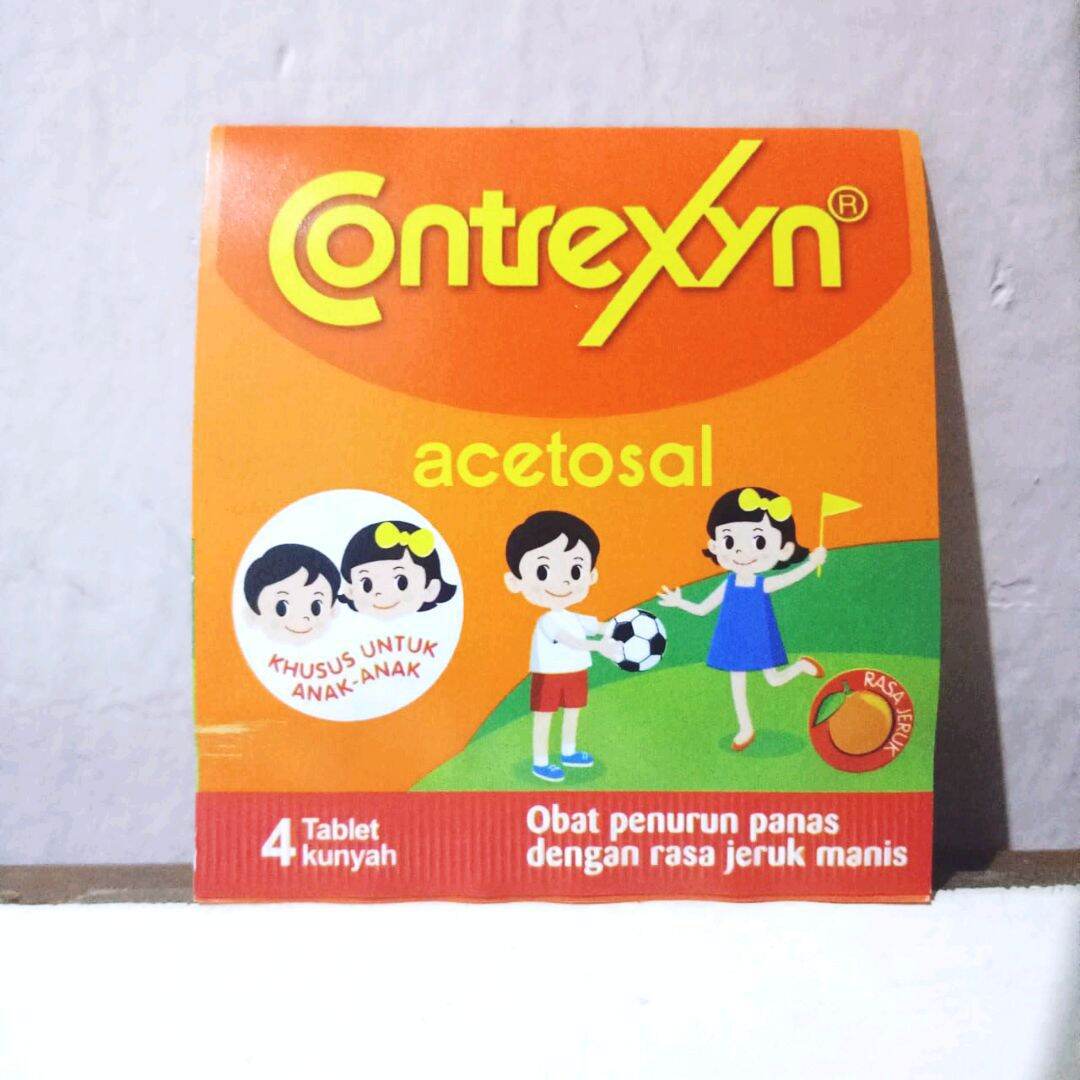 Contrexyn®
acetosal
KHUSUS UNTUK
ANAK-ANAK
RASA JERUK
4 Tablet
kunyah
Obat penurun panas
dengan rasa jeruk manis